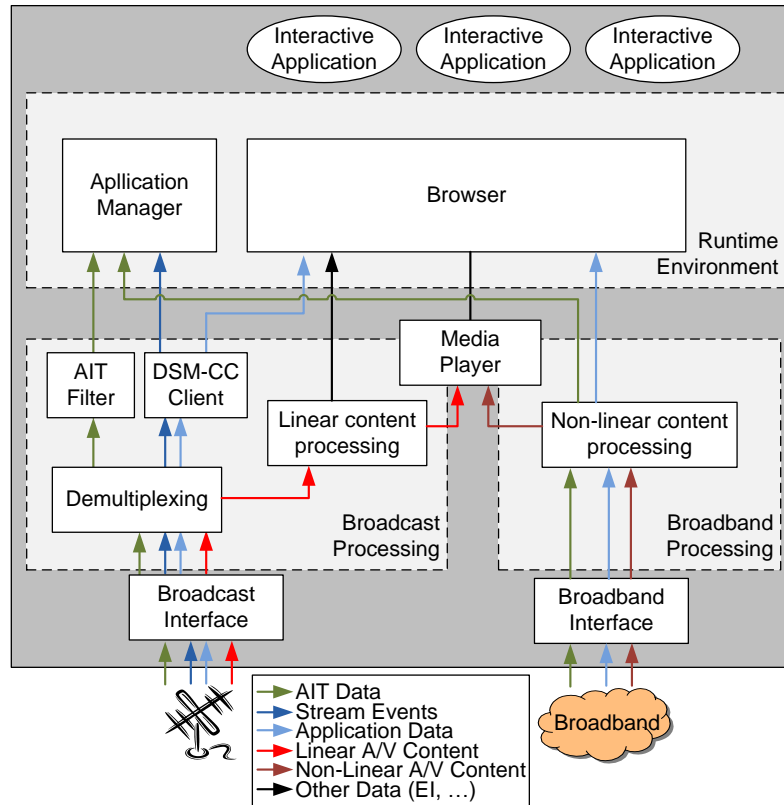 Interactive
Application
Interactive
Application
Interactive
Application
Apllication
Manager
Browser
Runtime
Environment
Media
Player
AIT
Filter
DSM-CC
Client
Linear content
processing
Non-linear content
processing
Demultiplexing
Broadcast
Processing
Broadband
Processing
Broadcast
Interface
Broadband
Interface
AIT Data
Stream Events
Application Data
Linear A/V Content
Non-Linear A/V Content
Other Data (EI, …)
Broadband